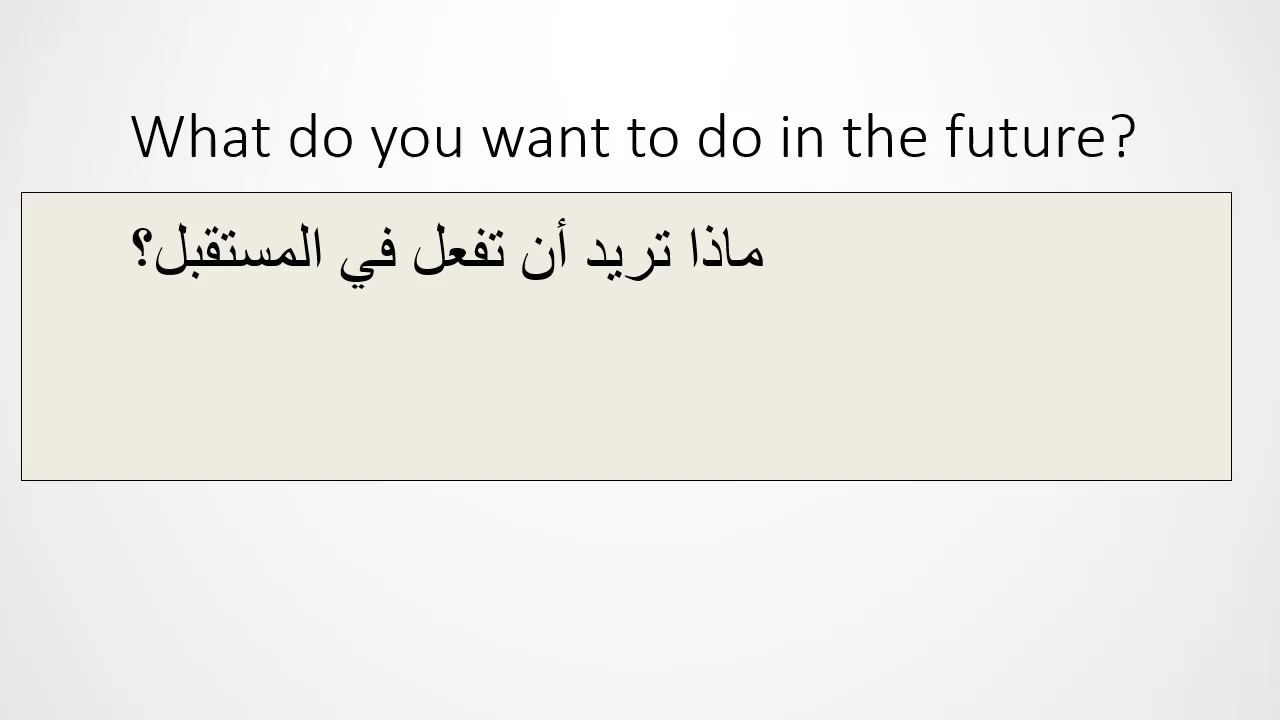 What do you want to do in the future?
ماذا تريد أن تفعل في المستقبل؟